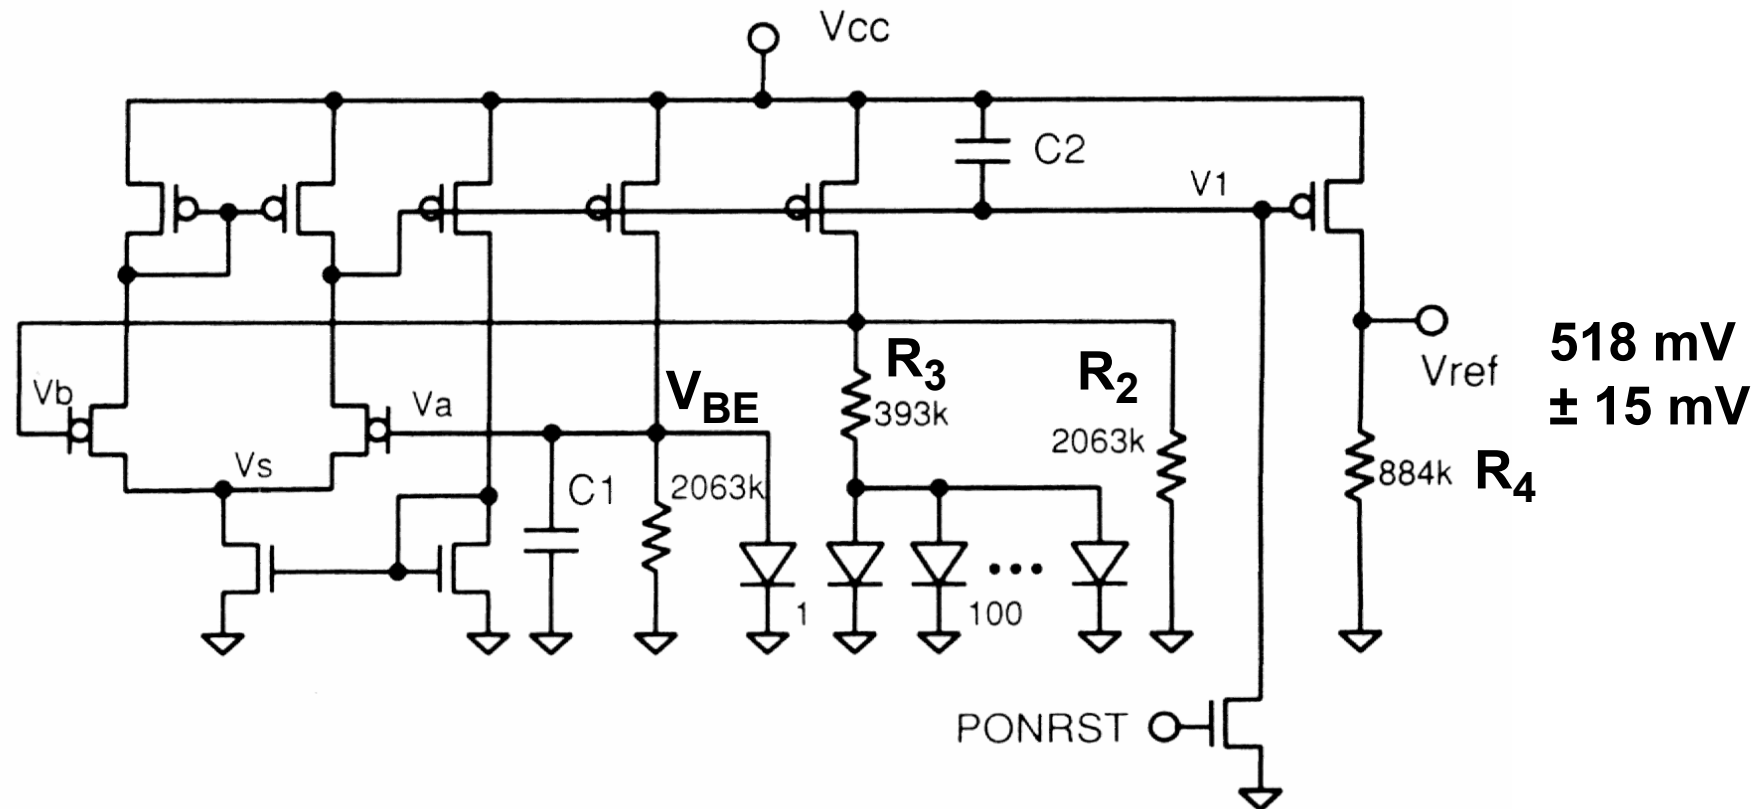 Vcc
C2
V1
R3
393k
R2
2063k
Vref
518 mV
± 15 mV
Vb
Va
VBE
Vs
C1
2063k
884k
R4
1
100
PONRST